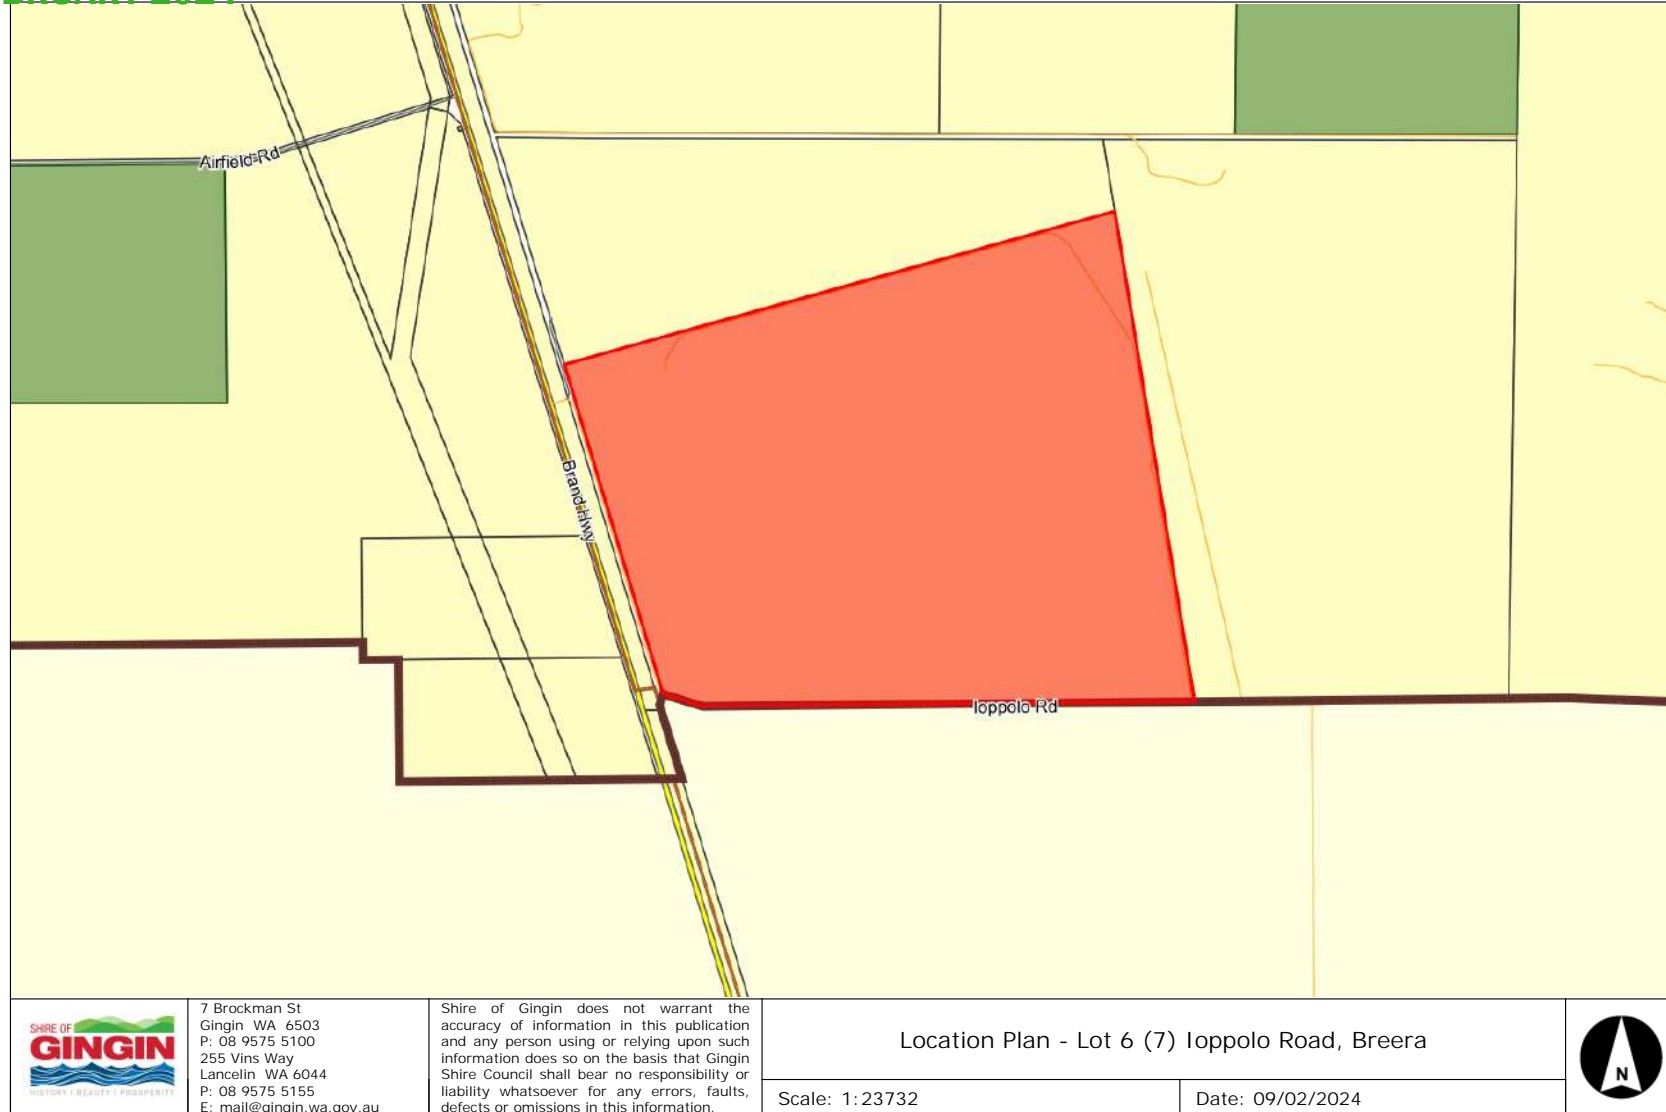 Airfield Rd
Brand Hwy
Ioppolo Rd
SHIRE OF
GINGIN
HISTORY | BEAUTY | PROSPERITY
7 Brockman St
Gingin WA 6503
P: 08 9575 5100
255 Vins Way
Lancelin WA 6044
P: 08 9575 5155
E: mail@gingin.wa.gov.au
Shire of Gingin does not warrant the
accuracy of information in this publication
and any person using or relying upon such
information does so on the basis that Gingin
Shire Council shall bear no responsibility or
liability whatsoever for any errors, faults,
defects or omissions in this information.
Location Plan - Lot 6 (7) Ioppolo Road, Breera
Scale: 1:23732
Date: 09/02/2024
N